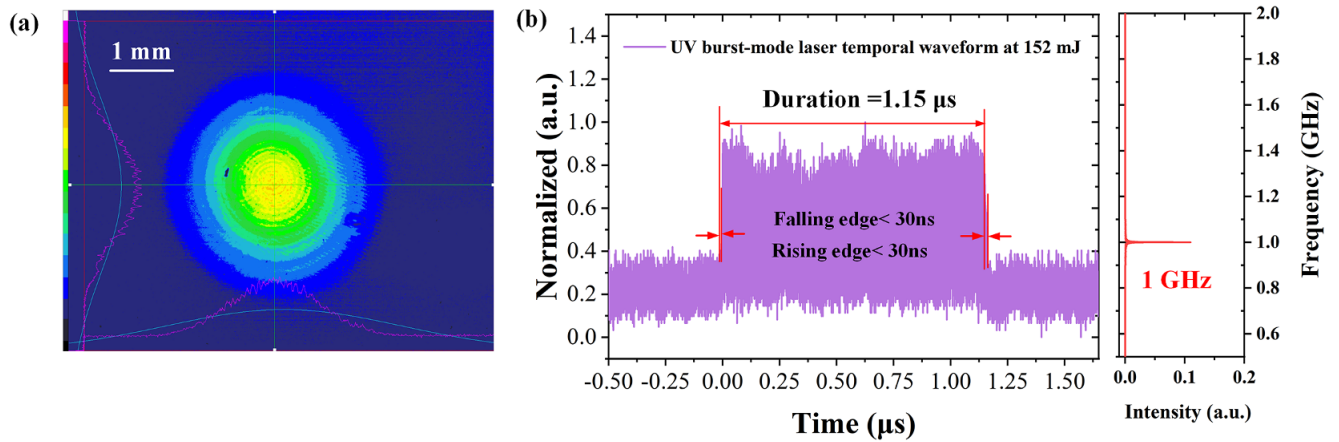 (a)
1 mm
(b)
UV burst-mode laser temporal waveform at 152 mJ
Duration =1.15 μs
Falling edge< 30ns
Rising edge< 30ns
Normalized (a.u.)
1.4
1.2
1.0
0.8
0.6
0.4
0.2
0.0
-0.50 -0.25 0.00 0.25 0.50 0.75 1.00 1.25 1.50
Time (μs)
1 GHz
2.0
1.8
1.6
1.4
1.2
1.0
0.8
0.6
Frequency (GHz)
0.0 0.1 0.2
Intensity (a.u.)